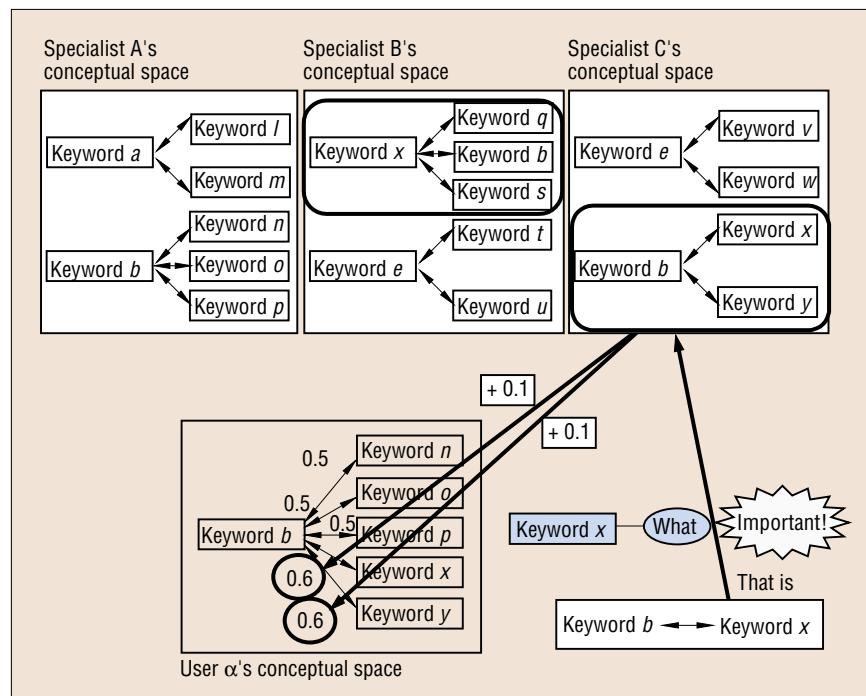 Specialist A's
conceptual space
Keyword a
Keyword l
Keyword m
Keyword b
Keyword n
Keyword o
Keyword p
Specialist B's
conceptual space
Keyword x
Keyword q
Keyword b
Keyword s
Keyword e
Keyword t
Keyword u
Specialist C's
conceptual space
Keyword e
Keyword v
Keyword w
Keyword b
Keyword x
Keyword y
+ 0.1
+ 0.1
Keyword b
0.5
Keyword n
0.5
Keyword o
0.5
Keyword p
0.6
Keyword x
0.6
Keyword y
User α's conceptual space
Keyword x
What
Important!
That is
Keyword b
Keyword x